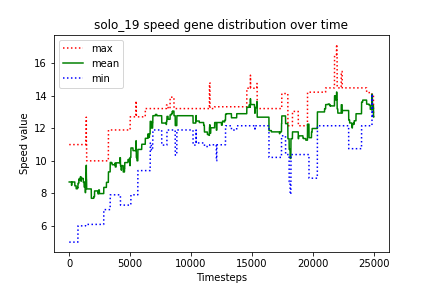 solo_19 speed gene distribution over time
max
mean
min
Speed value
16
14
12
10
8
6
0
5000
10000
15000
20000
25000
Timesteps